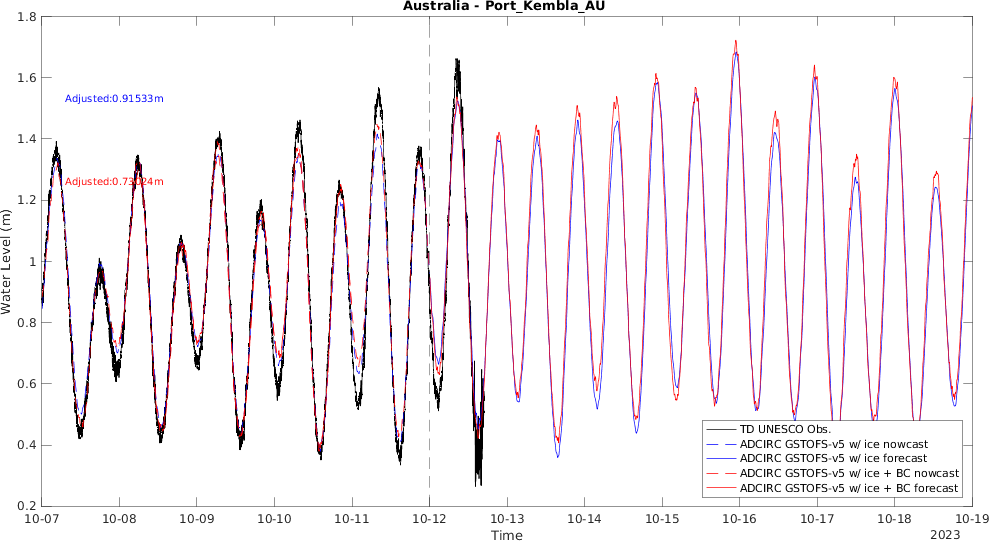 Australia - Port_Kembla_AU
1.8
1.6
1.4
1.2
1
0.8
0.6
0.4
0.2
Water Level (m)
Adjusted:0.91533m
Adjusted:0.73024m
TD UNESCO Obs.
ADCIRC GSTOFS-v5 w/ ice nowcast
ADCIRC GSTOFS-v5 w/ ice forecast
ADCIRC GSTOFS-v5 w/ ice + BC nowcast
ADCIRC GSTOFS-v5 w/ ice + BC forecast
10-07 10-08 10-09 10-10 10-11 10-12 10-13 10-14 10-15 10-16 10-17 10-18 10-19
Time
2023